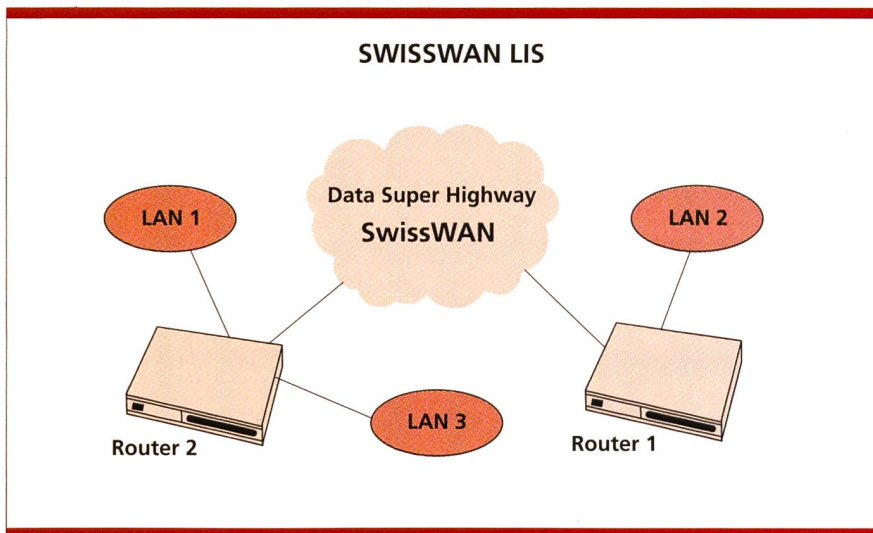 SWISSWAN LIS
Data Super Highway
SwissWAN
LAN 1
LAN 2
LAN 3
Router 2
Router 1